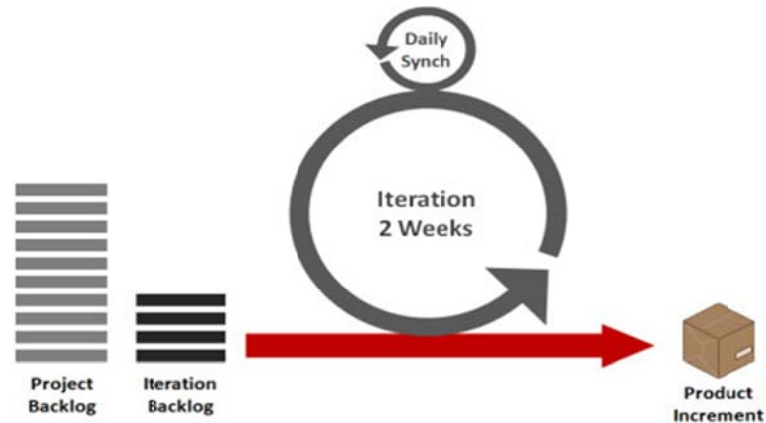 Daily
Synch
Iteration
2 Weeks
Project
Backlog
Iteration
Backlog
Product
Increment